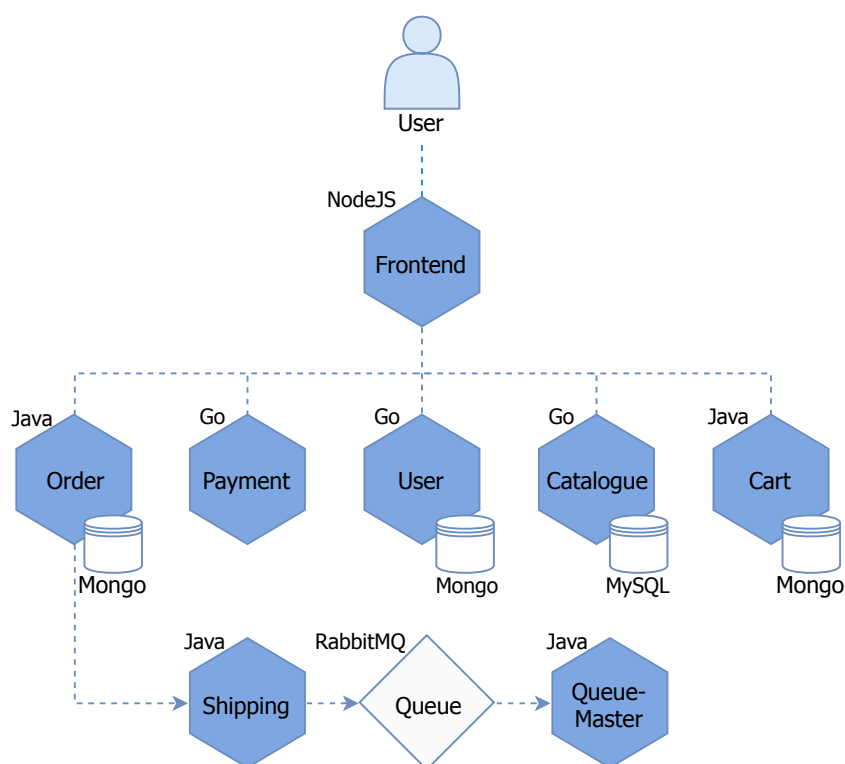 User
NodeJS
Frontend
Java
Go
Go
Go
Java
Order
Payment
User
Catalogue
Cart
Mongo
Mongo
MySQL
Mongo
Java
RabbitMQ
Java
Shipping
Queue
Queue-
Master